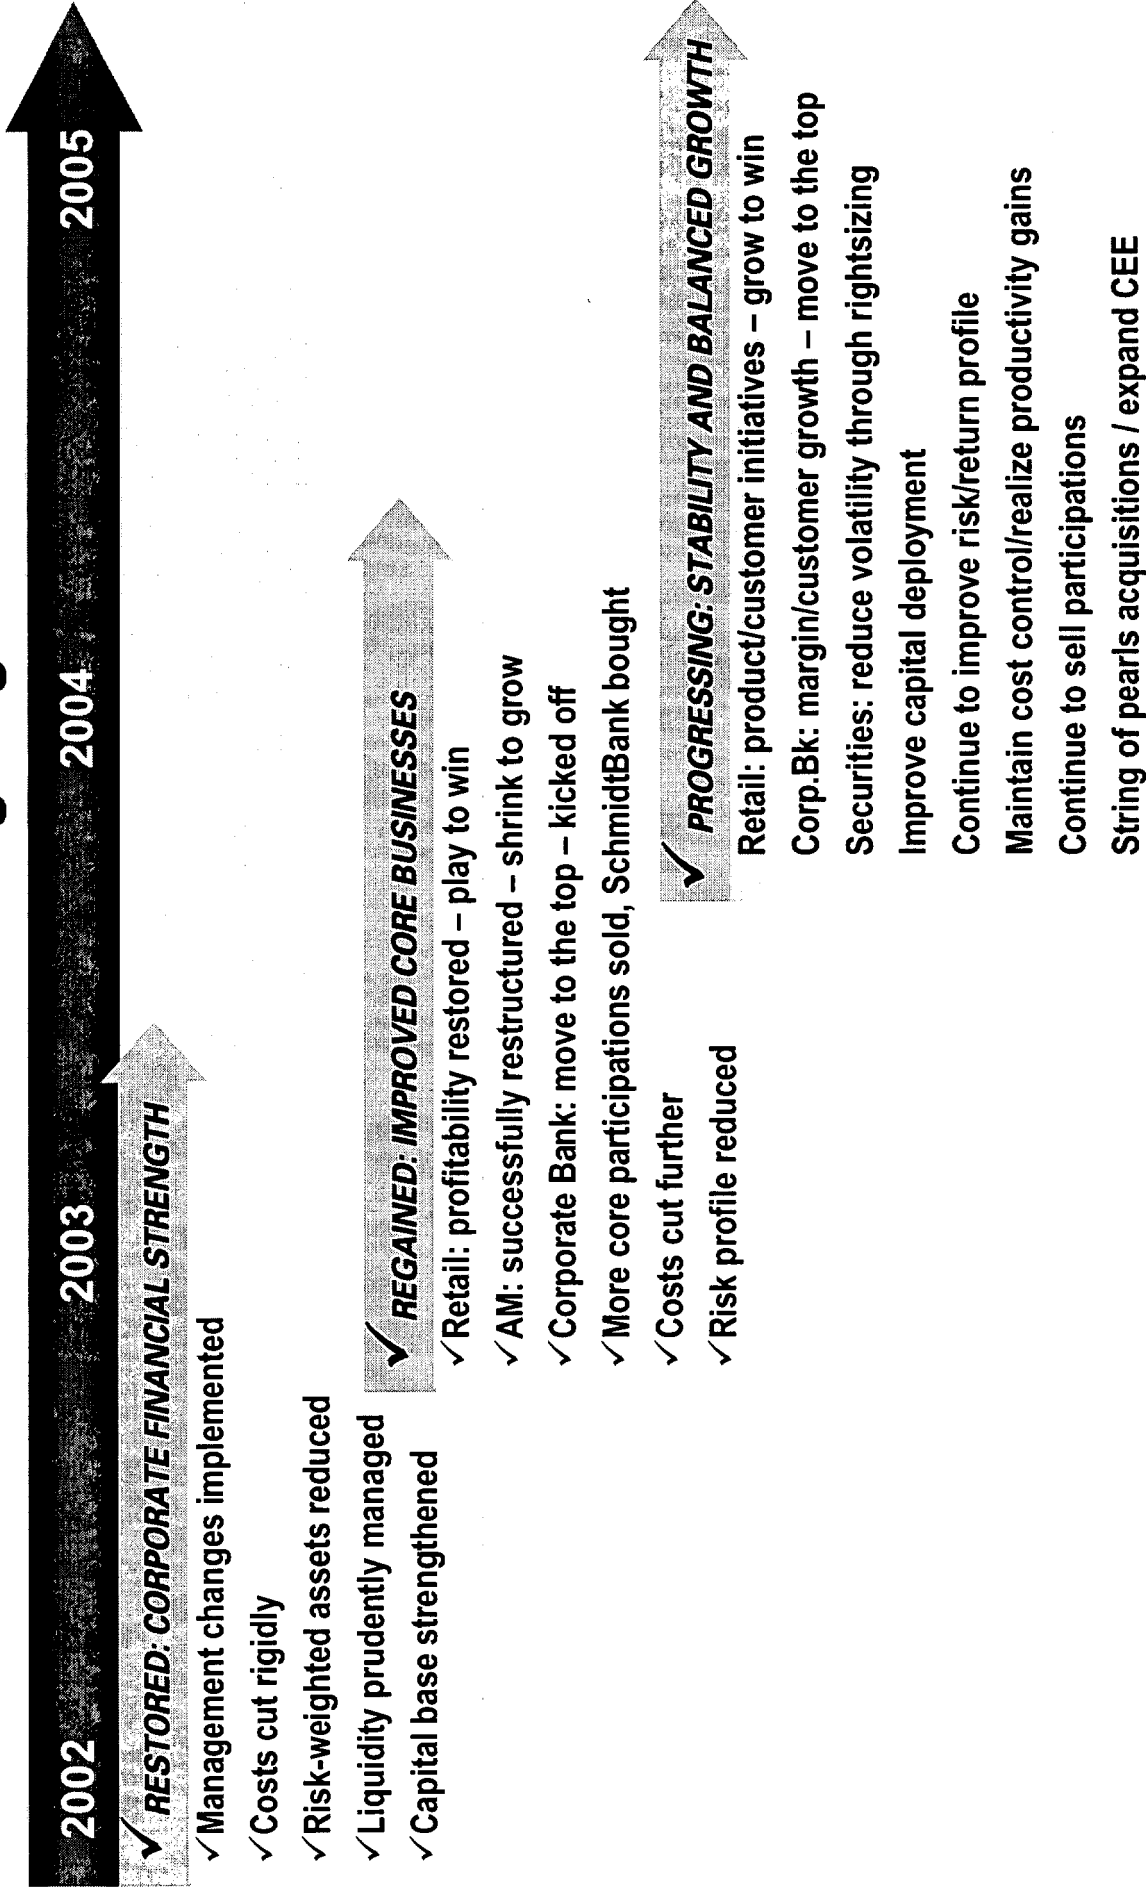 2002 2003 2004 2005
✓ RESTORED: CORPORATE FINANCIAL STRENGTH
✓Management changes implemented
✓Costs cut rigidly
✓Risk-weighted assets reduced
✓Liquidity prudently managed
✓Capital base strengthened
✓ REGAINED: IMPROVED CORE BUSINESSES
✓Retail: profitability restored – play to win
✓AM: successfully restructured – shrink to grow
✓Corporate Bank: move to the top – kicked off
✓More core participations sold, SchmidtBank bought
✓Costs cut further
✓Risk profile reduced
✓ PROGRESSING: STABILITY AND BALANCED GROWTH
Retail: product/customer initiatives – grow to win
Corp.Bk: margin/customer growth – move to the top
Securities: reduce volatility through rightsizing
Improve capital deployment
Continue to improve risk/return profile
Maintain cost control/realize productivity gains
Continue to sell participations
String of pearls acquisitions / expand CEE